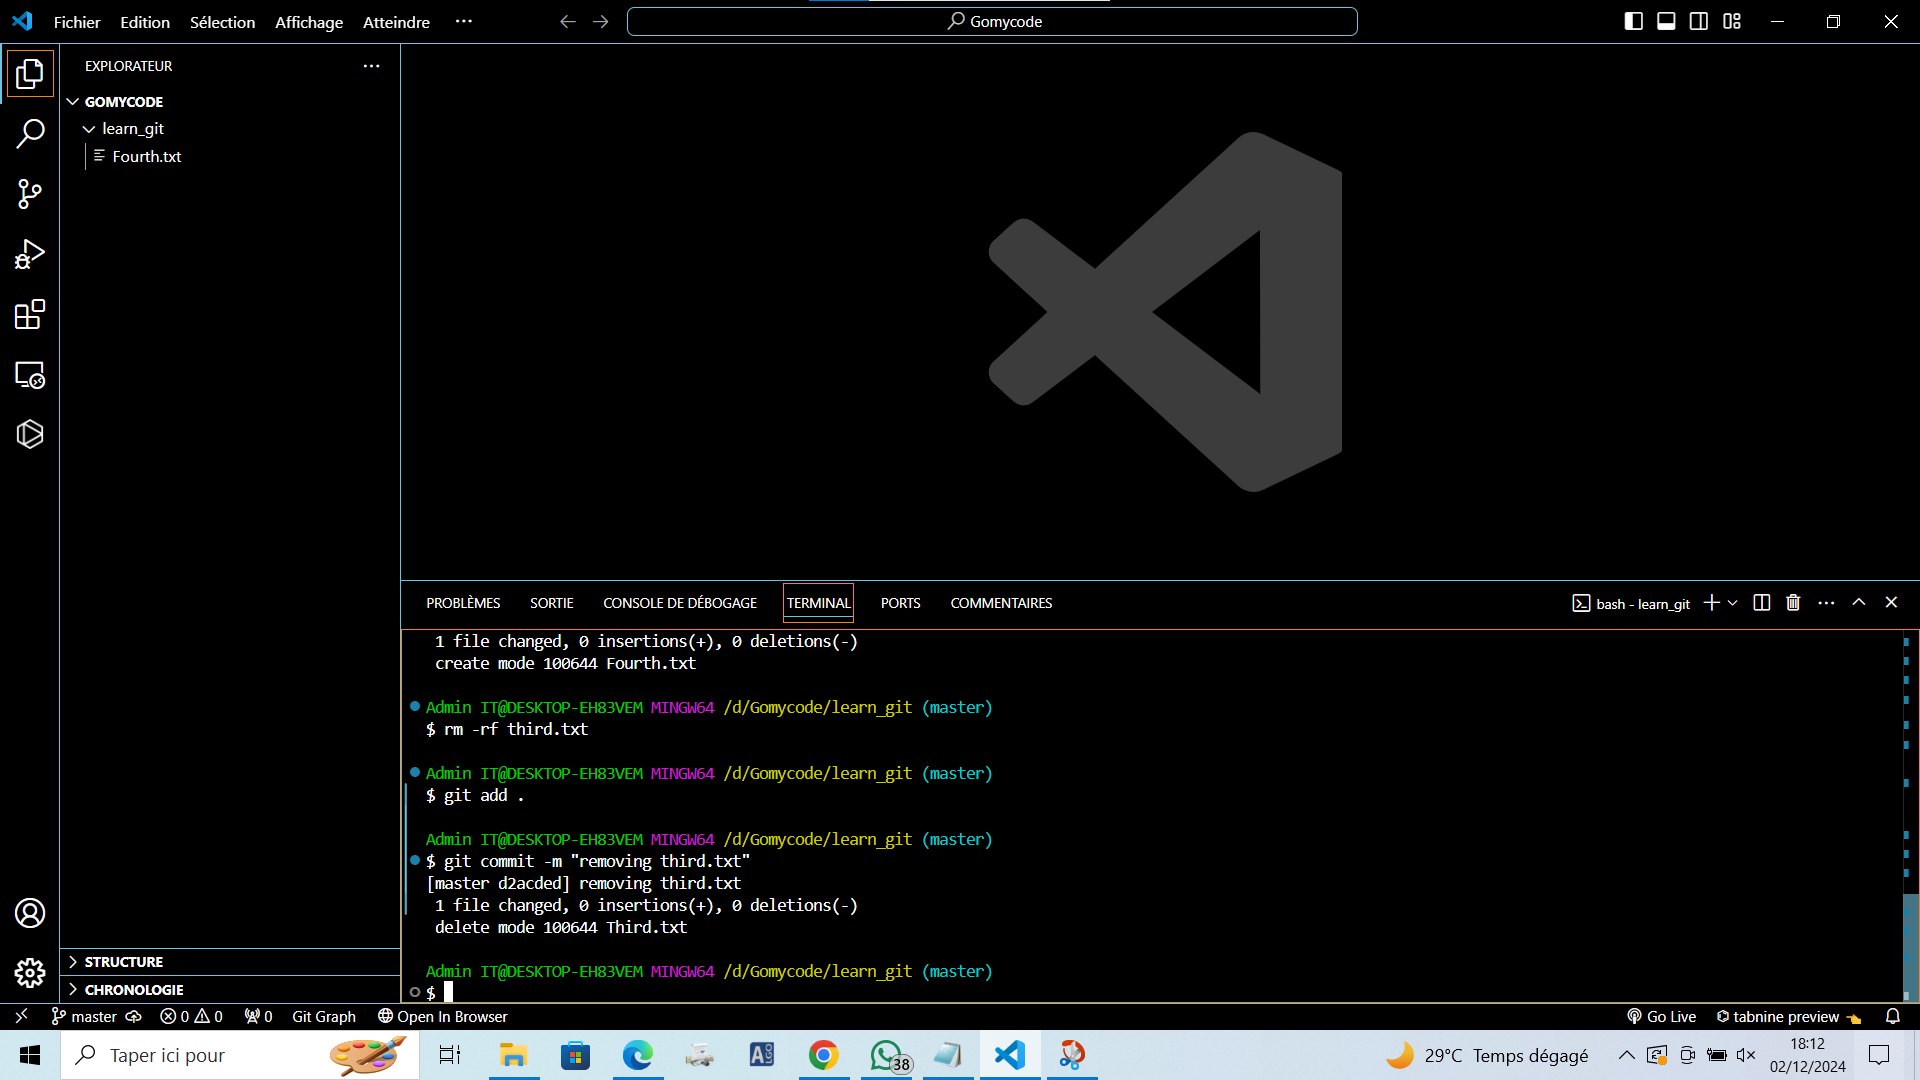 Fichier Edition Sélection Affichage Atteindre ···
Gomycode
EXPLORATEUR
GOMYCODE
learn_git
Fourth.txt
STRUCTURE
CHRONOLOGIE
PROBLÈMES SORTIE CONSOLE DE DÉBOGAGE TERMINAL PORTS COMMENTAIRES
bash - learn_git
1 file changed, 0 insertions(+), 0 deletions(-)
create mode 100644 Fourth.txt
Admin IT@DESKTOP-EH83VEM MINGW64 /d/Gomycode/learn_git (master)
$ rm -rf third.txt
Admin IT@DESKTOP-EH83VEM MINGW64 /d/Gomycode/learn_git (master)
$ git add .
Admin IT@DESKTOP-EH83VEM MINGW64 /d/Gomycode/learn_git (master)
$ git commit -m "removing third.txt"
[master d2acded] removing third.txt
1 file changed, 0 insertions(+), 0 deletions(-)
delete mode 100644 Third.txt
Admin IT@DESKTOP-EH83VEM MINGW64 /d/Gomycode/learn_git (master)
$
master 0 0 0 Git Graph Open In Browser Go Live tabnine preview
Taper ici pour
ALGO
38
29°C Temps dégagé
18:12
02/12/2024